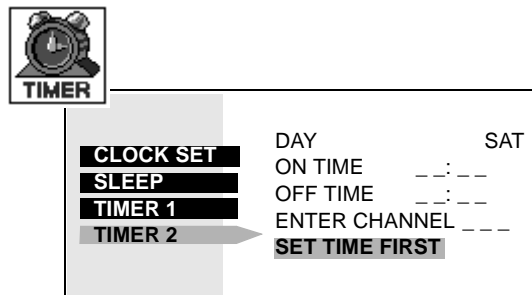 TIMER
CLOCK SET
SLEEP
TIMER 1
TIMER 2
DAY SAT
ON TIME _ _: _ _
OFF TIME _ _: _ _
ENTER CHANNEL _ _ _
SET TIME FIRST